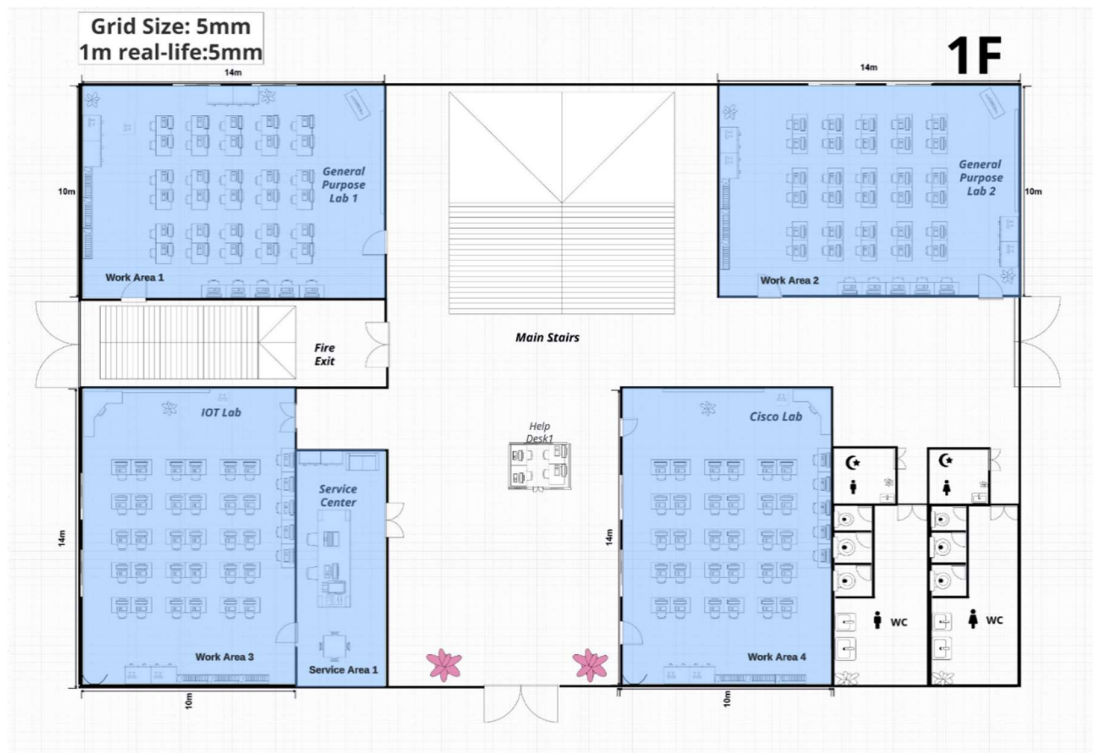 Grid Size: 5mm
1m real-life:5mm
1F
14m
14m
General
Purpose
Lab 1
General
Purpose
Lab 2
10m
10m
Work Area 1
Work Area 2
Main Stairs
Fire
Exit
IOT Lab
Cisco Lab
Help
Desk1
Service
Center
14m
14m
WC
WC
Work Area 3
Service Area 1
Work Area 4
10m
10m